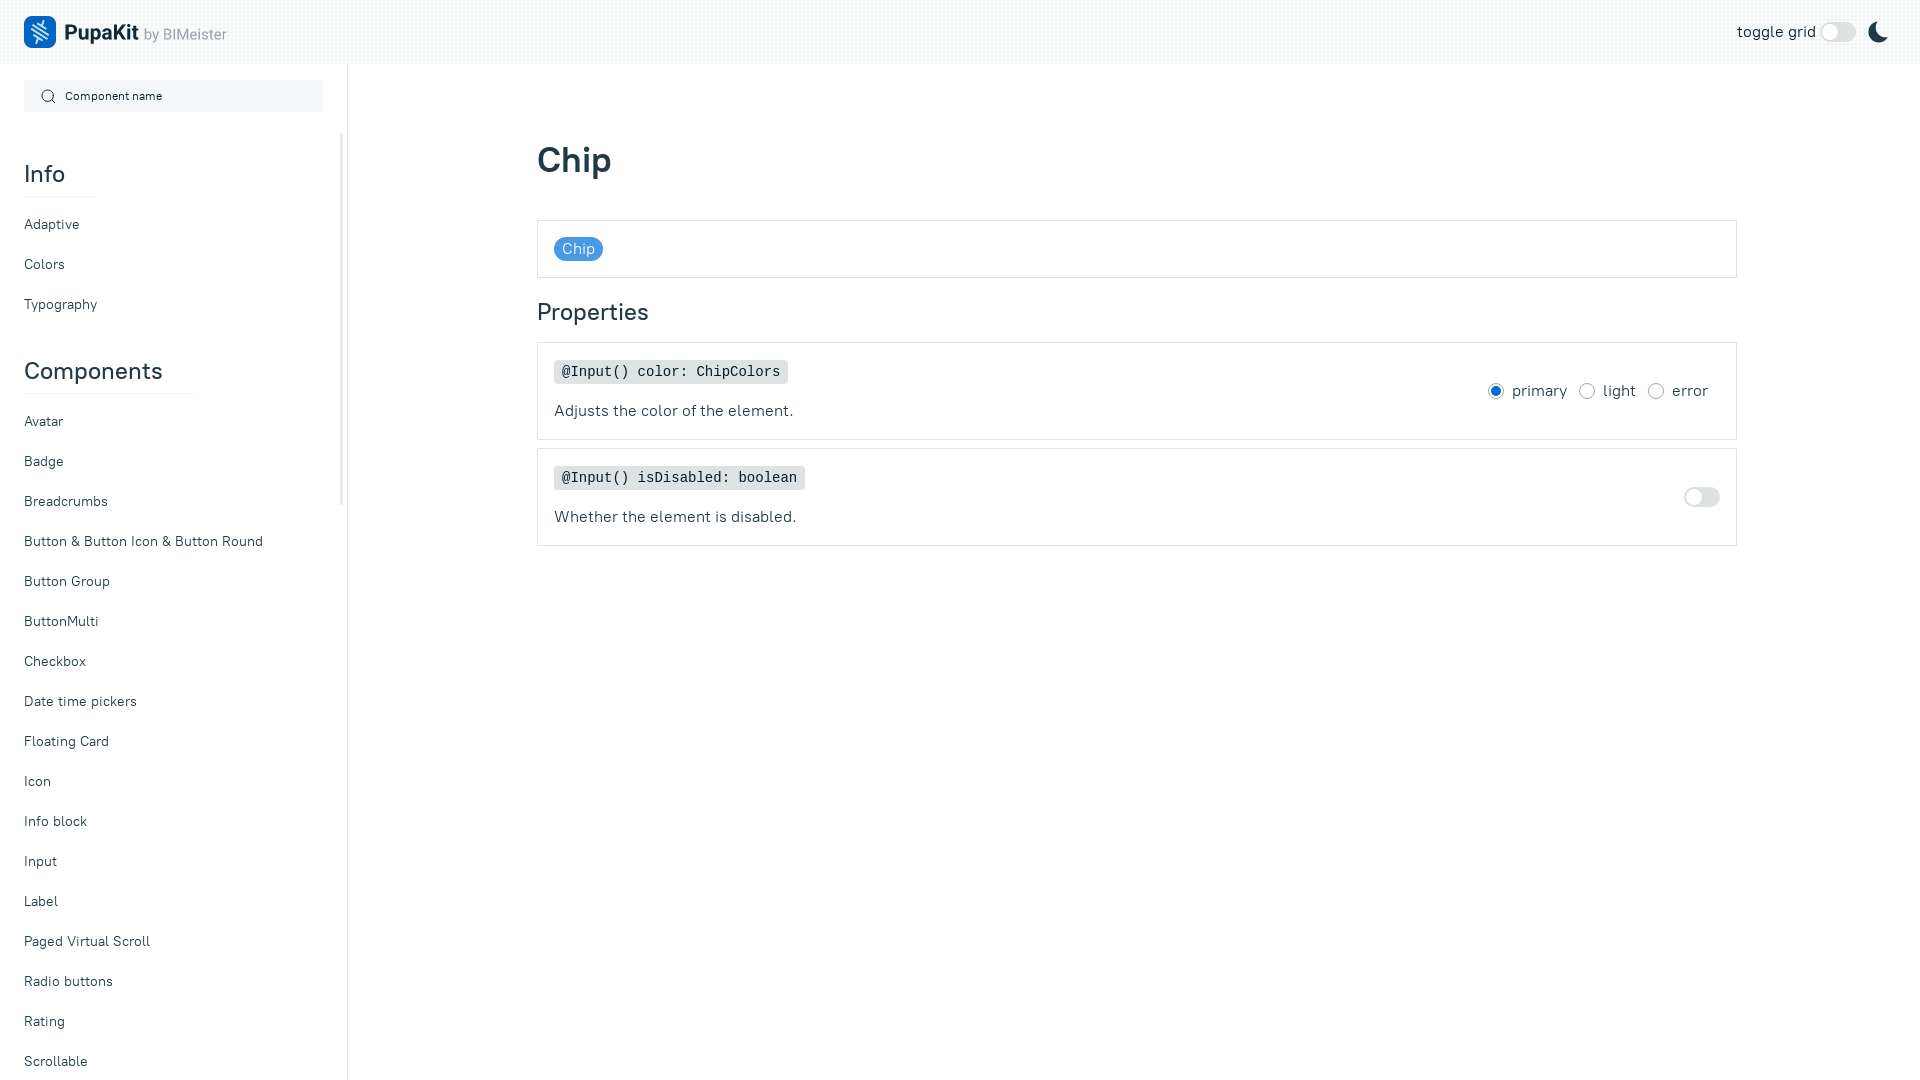 PupaKit by BIMeister
toggle grid
Component name
Info
Adaptive
Colors
Typography
Components
Avatar
Badge
Breadcrumbs
Button & Button Icon & Button Round
Button Group
ButtonMulti
Checkbox
Date time pickers
Floating Card
Icon
Info block
Input
Label
Paged Virtual Scroll
Radio buttons
Rating
Scrollable
Chip
Chip
Properties
@Input() color: ChipColors
Adjusts the color of the element.
primary light error
@Input() isDisabled: boolean
Whether the element is disabled.